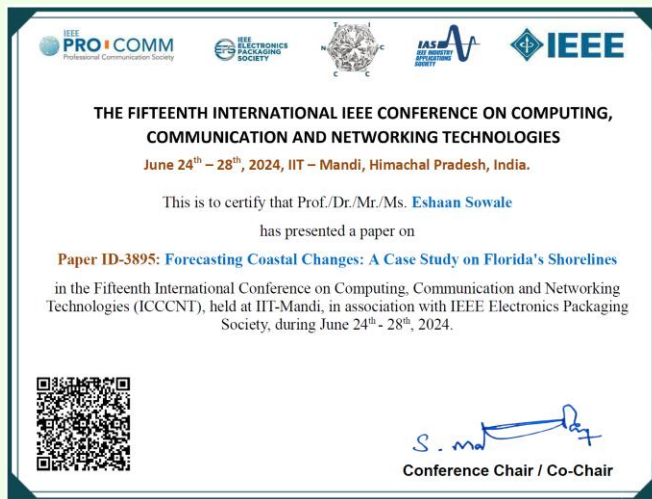 IEEE
PRO COMM
Professional Communication Society
EPS
IEEE
ELECTRONICS
PACKAGING
SOCIETY
T I
N C
C C
IAS
IEEE INDUSTRY
APPLICATIONS
SOCIETY
IEEE
THE FIFTEENTH INTERNATIONAL IEEE CONFERENCE ON COMPUTING,
COMMUNICATION AND NETWORKING TECHNOLOGIES
June 24th – 28th, 2024, IIT – Mandi, Himachal Pradesh, India.
This is to certify that Prof./Dr./Mr./Ms. Eshaan Sowale
has presented a paper on
Paper ID-3895: Forecasting Coastal Changes: A Case Study on Florida's Shorelines
in the Fifteenth International Conference on Computing, Communication and Networking
Technologies (ICCCNT), held at IIT-Mandi, in association with IEEE Electronics Packaging
Society, during June 24th - 28th, 2024.
Conference Chair / Co-Chair